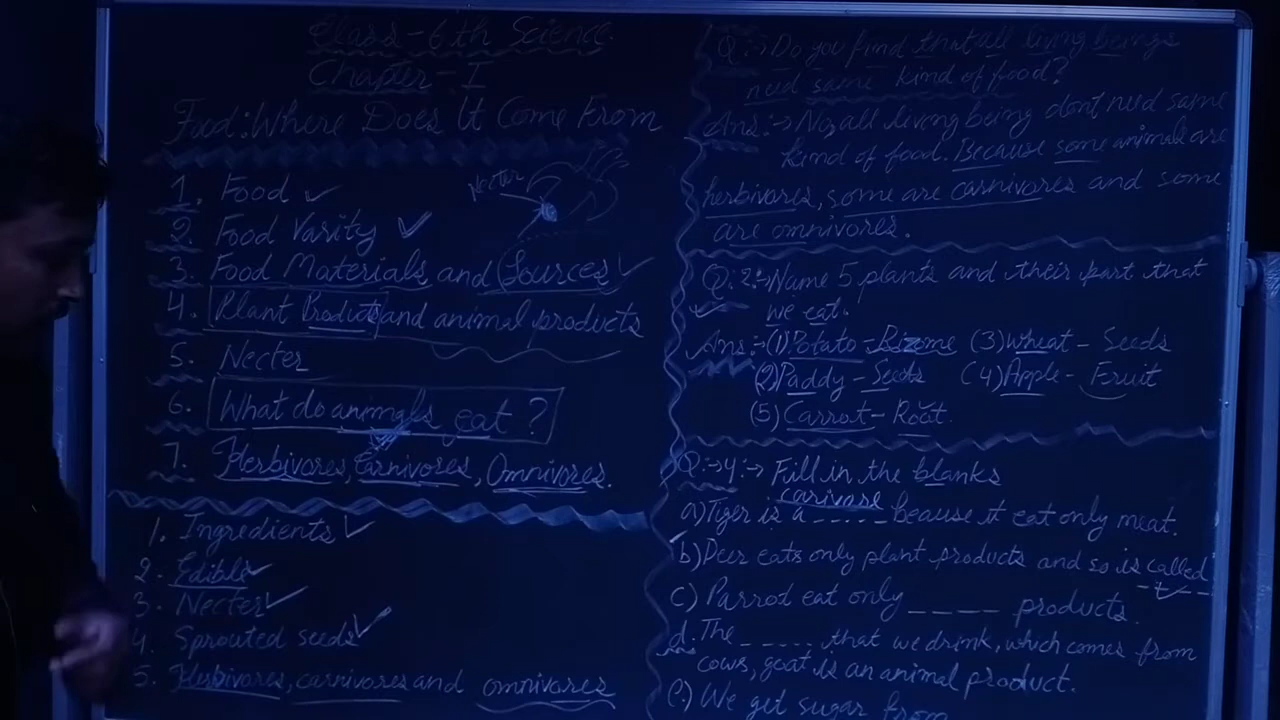 Class-6th Science
Chapter-I
Food:Where Does It Come From
1. Food ✓
2. Food Varity ✓
3. Food Materials and Sources ✓
4. Plant Products and animal products
5. Necter
6. What do animals eat ?
7. Herbivores, Carnivores, Omnivores.
Necter
1. Ingredients ✓
2. Edible ✓
3. Necter ✓
4. Sprouted seeds ✓
5. Herbivores, carnivores and omnivores
Q:→ Do you find that all living beings
need same kind of food?
Ans:→ No, all living being dont need same
kind of food. Because some animals are
herbivores, some are carnivores and some
are omnivores.
Q:2:→Name 5 plants and their part that
we eat.
Ans:→(1)Potato - Rizome (3)Wheat - Seeds
(2)Paddy - Seeds (4)Apple - Fruit
(5) Carrot - Root.
Q:→4:→ Fill in the blanks
carivore
a)Tiger is a ----- beause it eat only meat.
b)Deer eats only plant products and so is called
c) Parrot eat only ---- products.
d. The ----- that we drink, which comes from
cows, goat is an animal product.
e.) We get sugar from